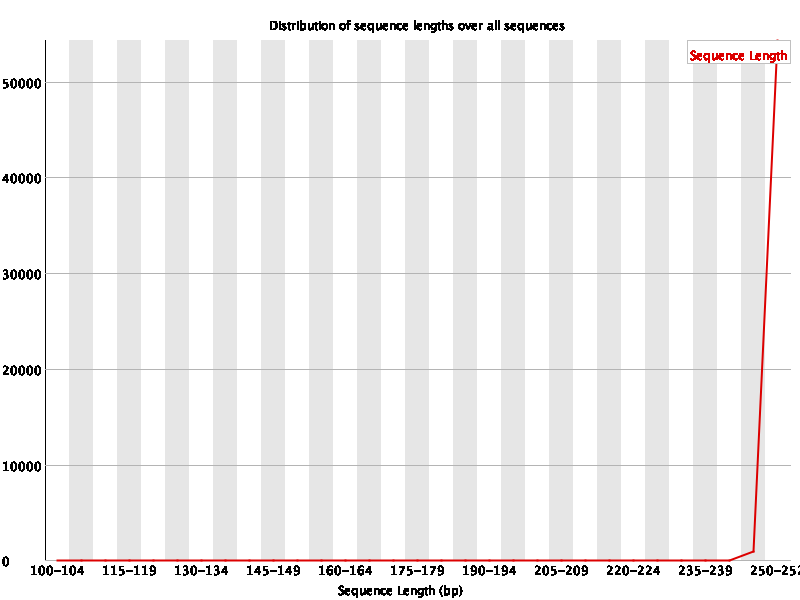 Distribution of sequence lengths over all sequences
Sequence Length
50000
40000
30000
20000
10000
0
100-104 115-119 130-134 145-149 160-164 175-179 190-194 205-209 220-224 235-239 250-252
Sequence Length (bp)